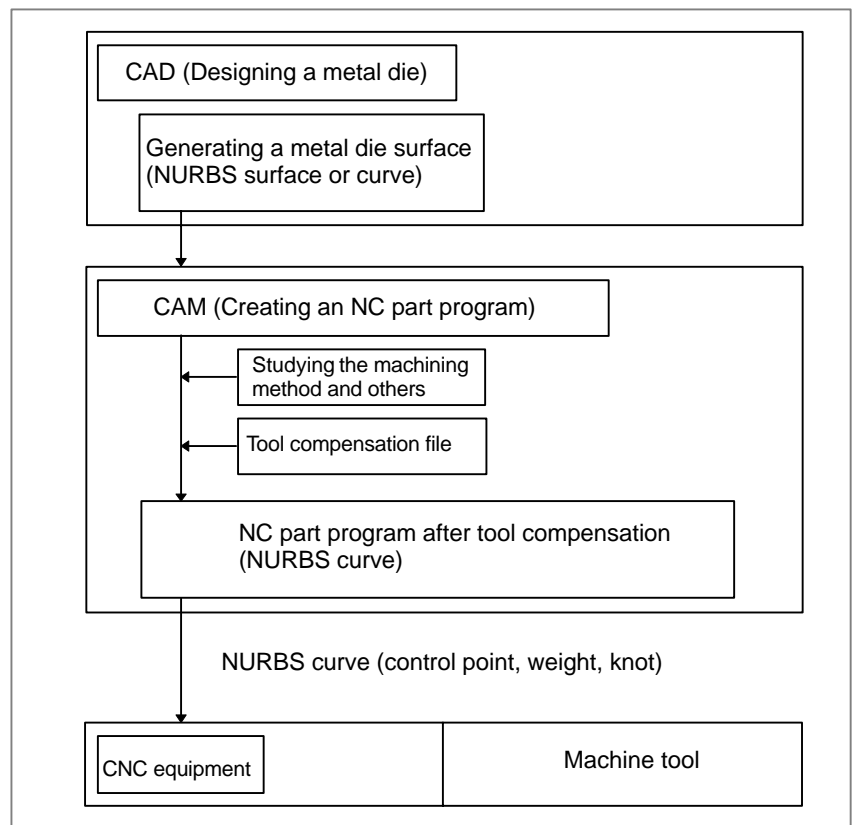 CAD (Designing a metal die)
Generating a metal die surface
(NURBS surface or curve)
CAM (Creating an NC part program)
Studying the machining
method and others
Tool compensation file
NC part program after tool compensation
(NURBS curve)
NURBS curve (control point, weight, knot)
CNC equipment
Machine tool